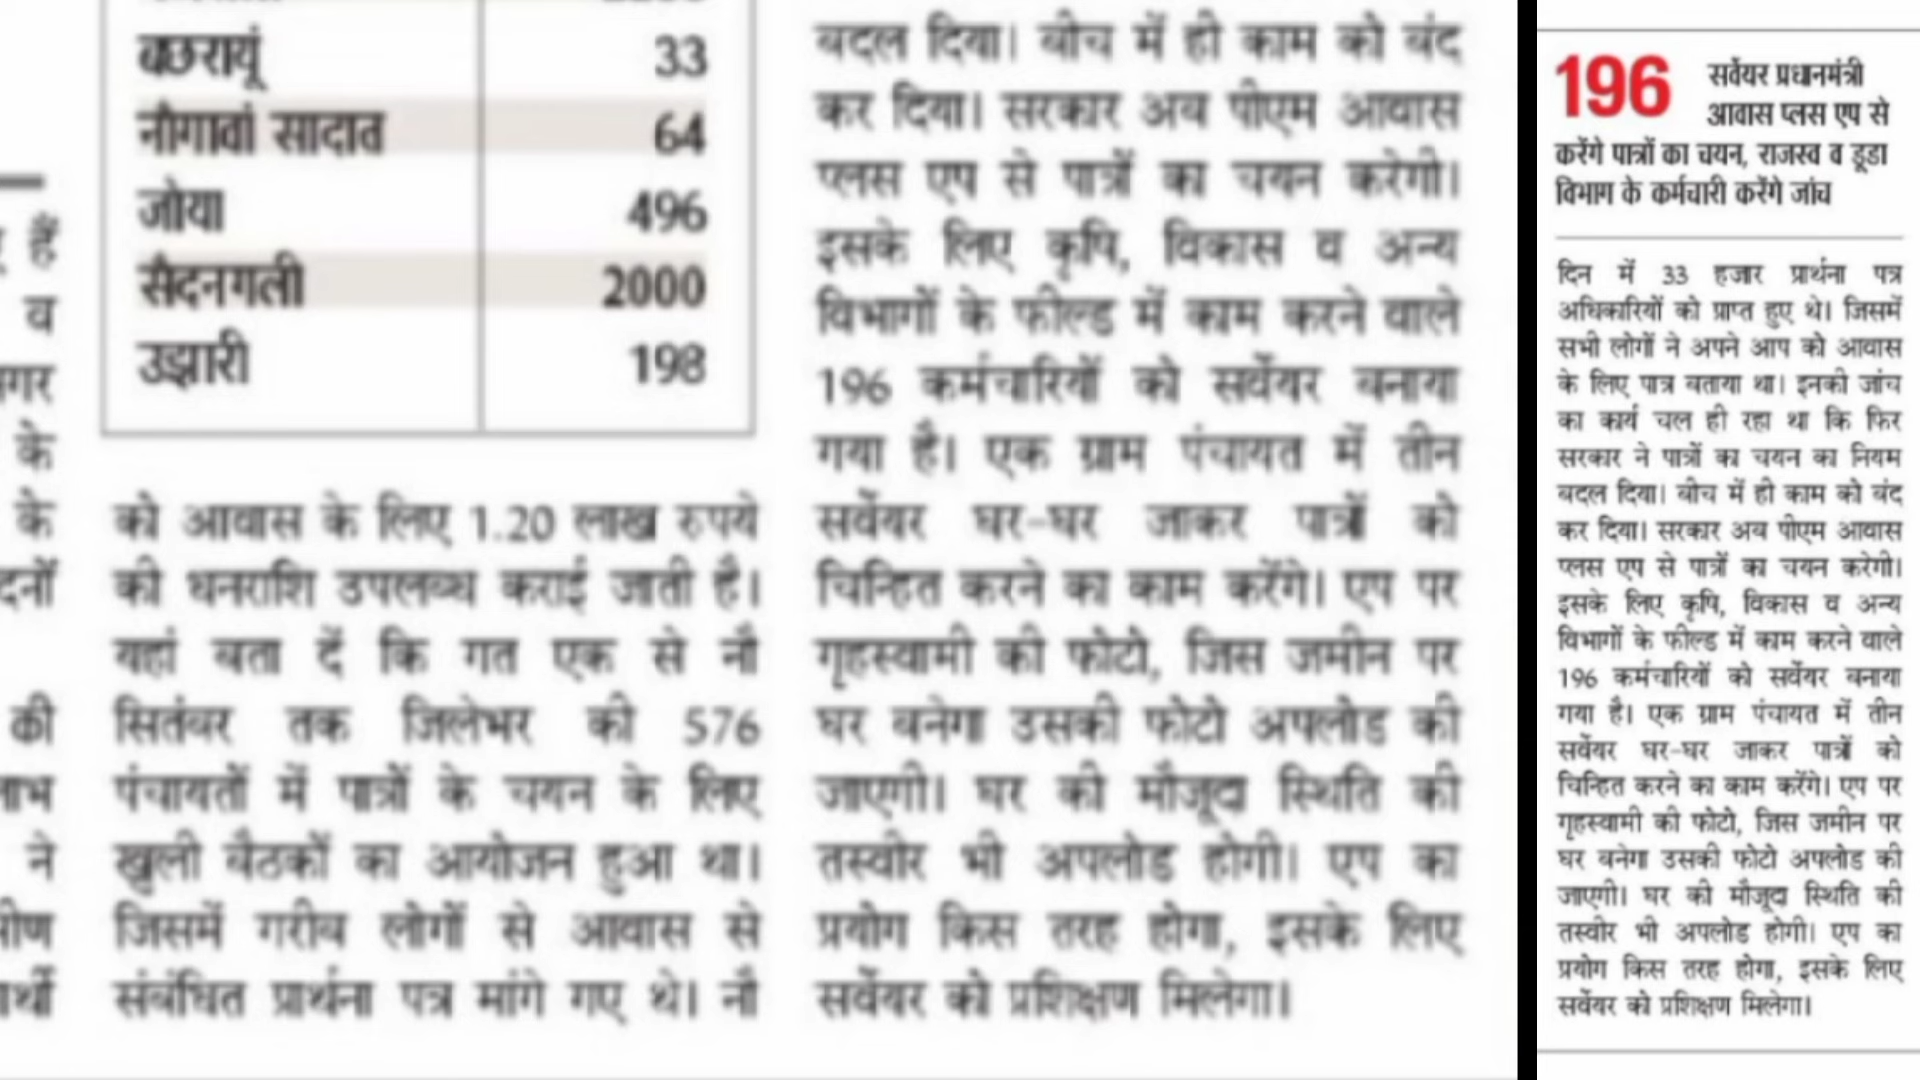 बछरायूं 33
नौगावां सादात 64
जोया 496
सैदनगली 2000
उझारी 198
र हैं
व
गर
के
के
दनों
की
नाभ
ने
ीण
ार्थी
को आवास के लिए 1.20 लाख रुपये
की धनराशि उपलब्ध कराई जाती है।
यहां बता दें कि गत एक से नौ
सितंबर तक जिलेभर की 576
पंचायतों में पात्रों के चयन के लिए
खुली बैठकों का आयोजन हुआ था।
जिसमें गरीब लोगों से आवास से
संबंधित प्रार्थना पत्र मांगे गए थे। नौ
बदल दिया। बीच में ही काम को बंद
कर दिया। सरकार अब पीएम आवास
प्लस एप से पात्रों का चयन करेगी।
इसके लिए कृषि, विकास व अन्य
विभागों के फील्ड में काम करने वाले
196 कर्मचारियों को सर्वेयर बनाया
गया है। एक ग्राम पंचायत में तीन
सर्वेयर घर-घर जाकर पात्रों को
चिन्हित करने का काम करेंगे। एप पर
गृहस्वामी की फोटो, जिस जमीन पर
घर बनेगा उसकी फोटो अपलोड की
जाएगी। घर की मौजूदा स्थिति की
तस्वीर भी अपलोड होगी। एप का
प्रयोग किस तरह होगा, इसके लिए
सर्वेयर को प्रशिक्षण मिलेगा।
196 सर्वेयर प्रधानमंत्री
आवास प्लस एप से
करेंगे पात्रों का चयन, राजस्व व डूडा
विभाग के कर्मचारी करेंगे जांच
दिन में 33 हजार प्रार्थना पत्र
अधिकारियों को प्राप्त हुए थे। जिसमें
सभी लोगों ने अपने आप को आवास
के लिए पात्र बताया था। इनकी जांच
का कार्य चल ही रहा था कि फिर
सरकार ने पात्रों का चयन का नियम
बदल दिया। बीच में ही काम को बंद
कर दिया। सरकार अब पीएम आवास
प्लस एप से पात्रों का चयन करेगी।
इसके लिए कृषि, विकास व अन्य
विभागों के फील्ड में काम करने वाले
196 कर्मचारियों को सर्वेयर बनाया
गया है। एक ग्राम पंचायत में तीन
सर्वेयर घर-घर जाकर पात्रों को
चिन्हित करने का काम करेंगे। एप पर
गृहस्वामी की फोटो, जिस जमीन पर
घर बनेगा उसकी फोटो अपलोड की
जाएगी। घर की मौजूदा स्थिति की
तस्वीर भी अपलोड होगी। एप का
प्रयोग किस तरह होगा, इसके लिए
सर्वेयर को प्रशिक्षण मिलेगा।